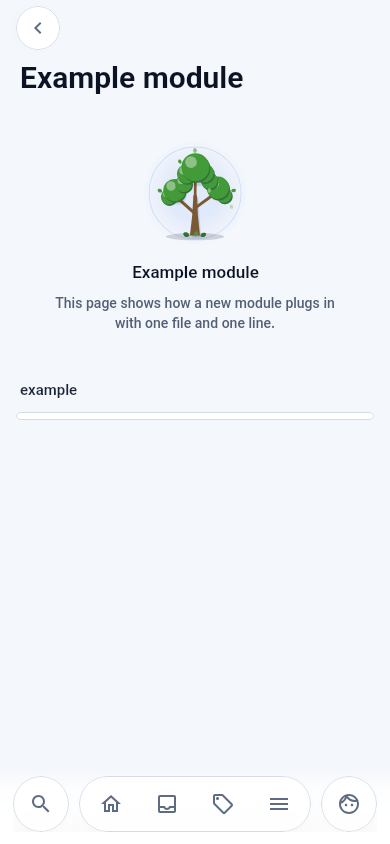 Example module
Example module
This page shows how a new module plugs in
with one file and one line.
example